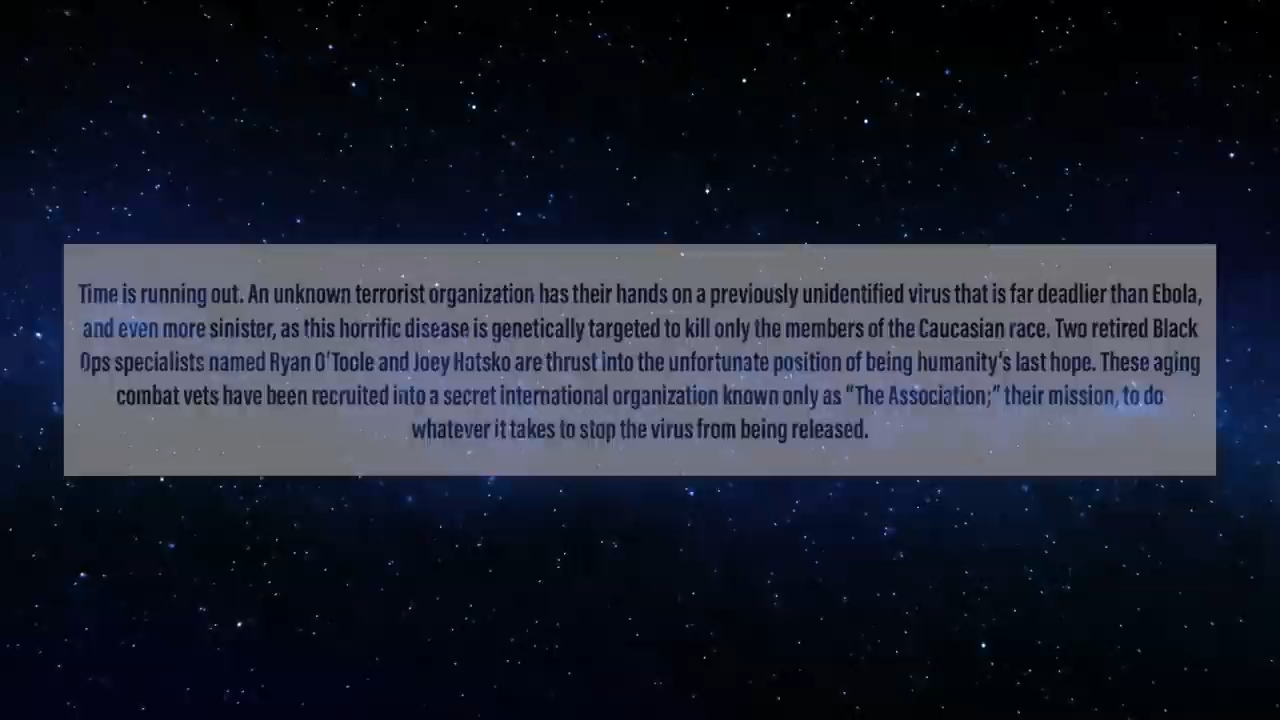 Time is running out. An unknown terrorist organization has their hands on a previously unidentified virus that is far deadlier than Ebola,
and even more sinister, as this horrific disease is genetically targeted to kill only the members of the Caucasian race. Two retired Black
Ops specialists named Ryan O'Toole and Joey Hatsko are thrust into the unfortunate position of being humanity's last hope. These aging
combat vets have been recruited into a secret international organization known only as “The Association;” their mission, to do
whatever it takes to stop the virus from being released.